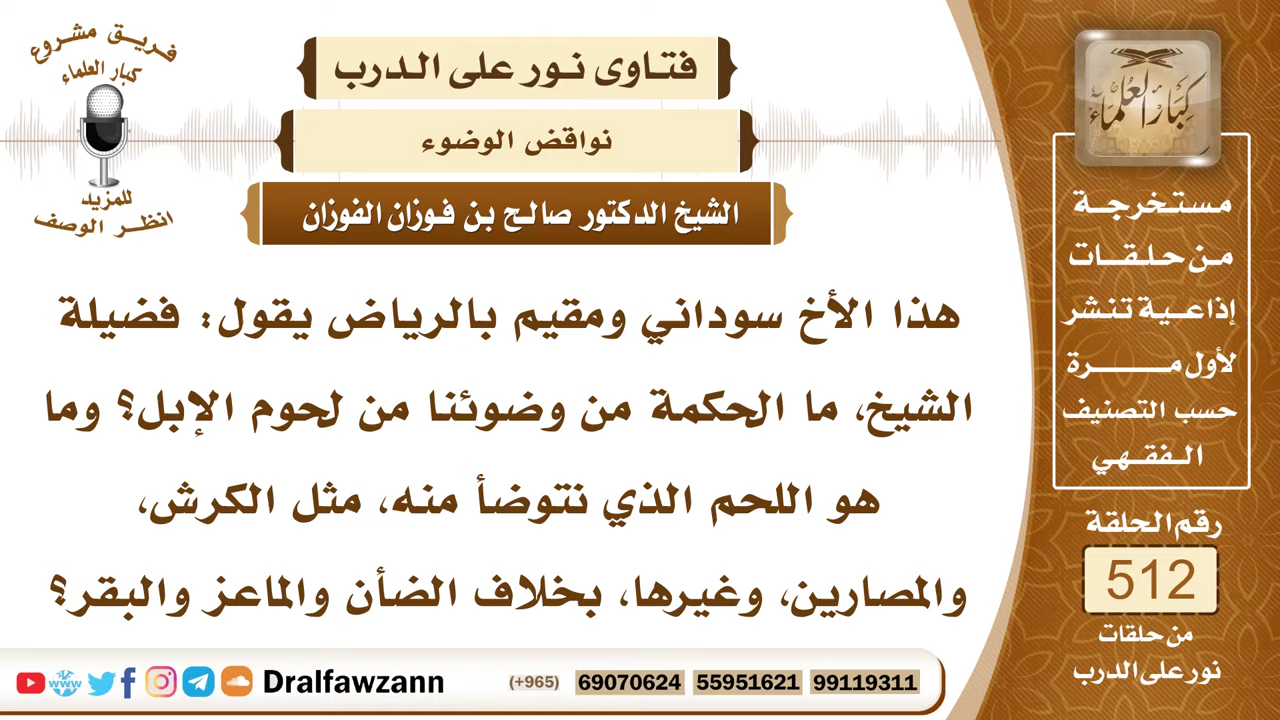 فريق مشروع
كبار العلماء
للمزيد
انظر الوصف
فتاوى نور على الدرب
نواقض الوضوء
الشيخ الدكتور صالح بن فوزان الفوزان
هذا الأخ سوداني ومقيم بالرياض يقول: فضيلة
الشيخ، ما الحكمة من وضوئنا من لحوم الإبل؟ وما
هو اللحم الذي نتوضأ منه، مثل الكرش،
والمصارين، وغيرها، بخلاف الضأن والماعز والبقر؟
كبار العلماء
مستخرجة
من حلقات
إذاعية تنشر
لأول مرة
حسب التصنيف
الفقهي
رقم الحلقة
512
من حلقات
نور على الدرب
www
Dralfawzann
(+965) 69070624 55951621 99119311